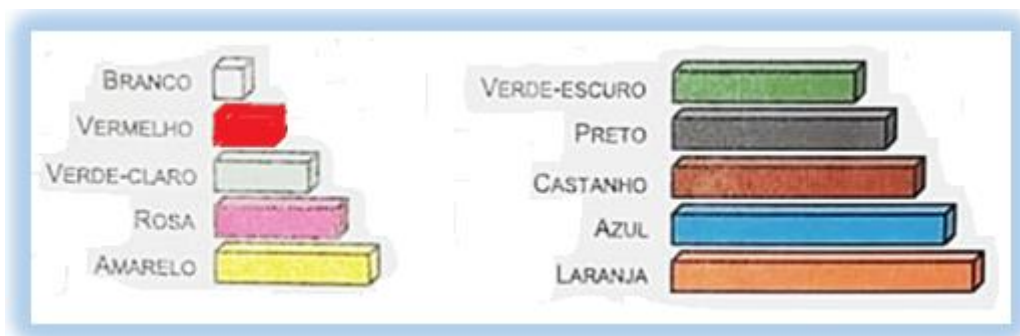 BRANCO
VERMELHO
VERDE-CLARO
ROSA
AMARELO
VERDE-ESCURO
PRETO
CASTANHO
AZUL
LARANJA